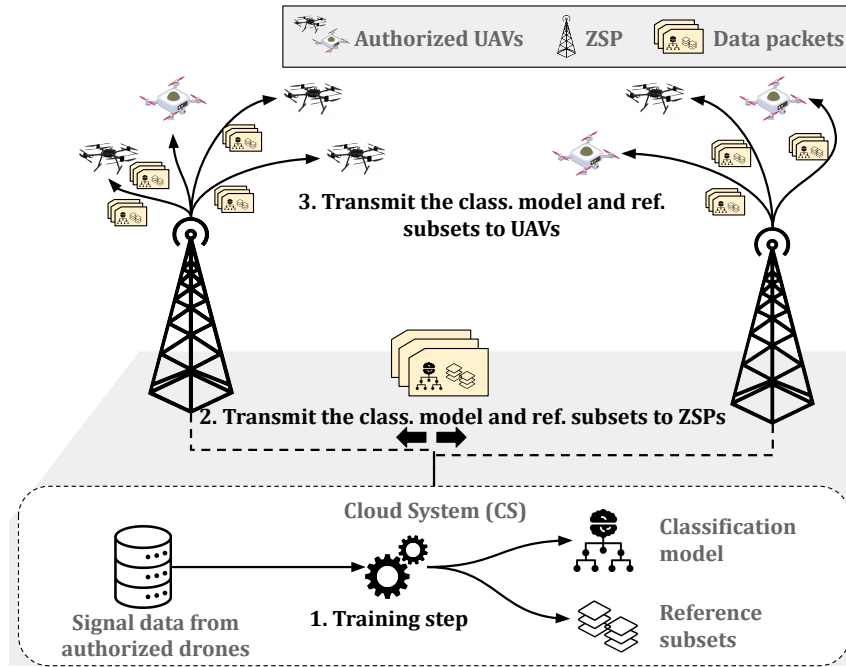 Authorized UAVs
ZSP
Data packets
3. Transmit the class. model and ref.
subsets to UAVs
2. Transmit the class. model and ref. subsets to ZSPs
Cloud System (CS)
Signal data from
authorized drones
1. Training step
Classification
model
Reference
subsets